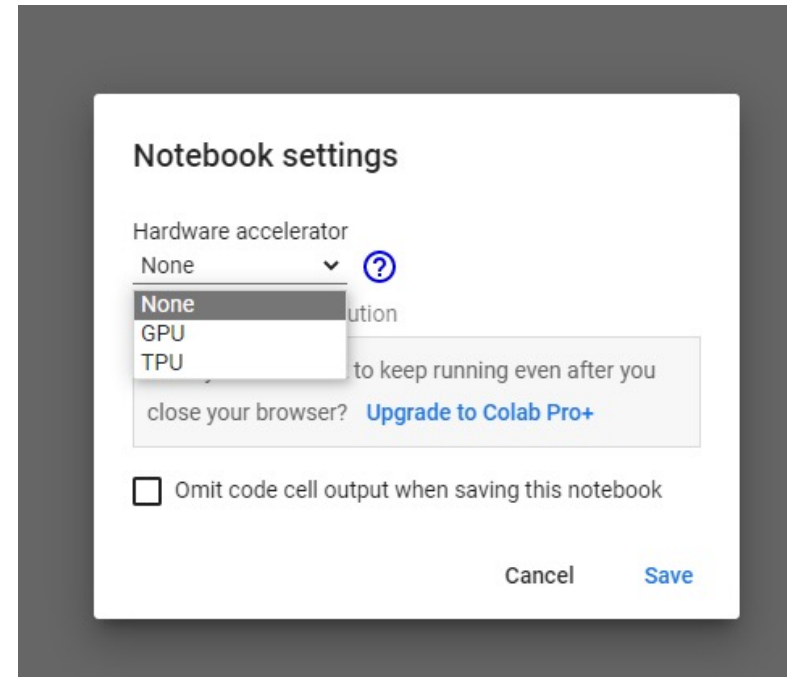 Notebook settings
Hardware accelerator
None
?
None
GPU
TPU
ution
to keep running even after you
close your browser? Upgrade to Colab Pro+
Omit code cell output when saving this notebook
Cancel Save